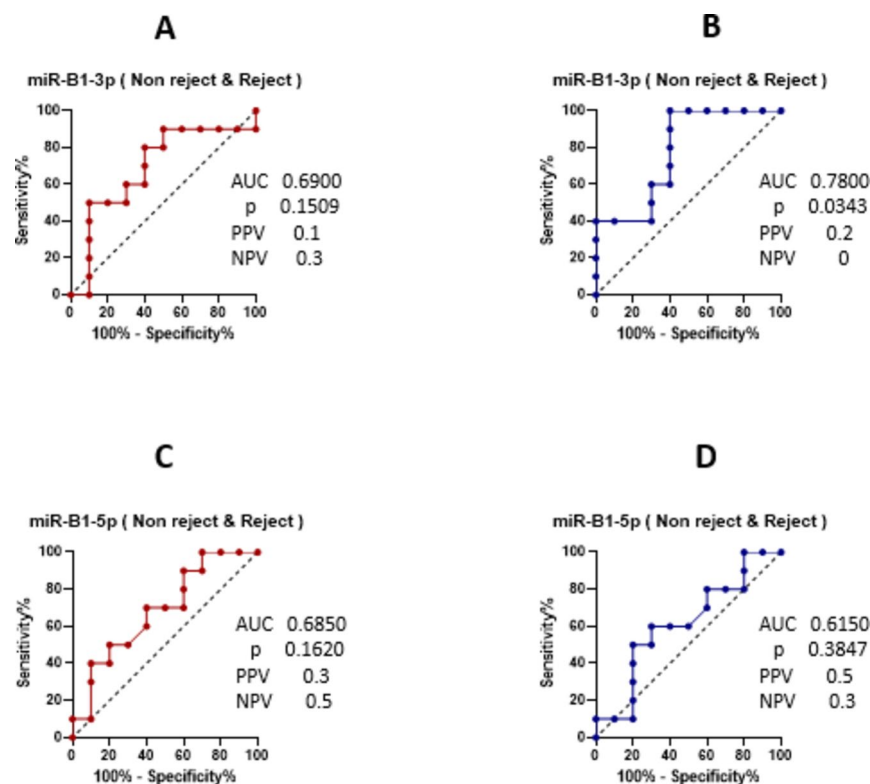 A
miR-B1-3p ( Non reject & Reject )
100
80
60
40
20
0
Sensitivity%
0 20 40 60 80 100
100% - Specificity%
AUC 0.6900
p 0.1509
PPV 0.1
NPV 0.3
B
miR-B1-3p ( Non reject & Reject )
100
80
60
40
20
0
Sensitivity%
0 20 40 60 80 100
100% - Specificity%
AUC 0.7800
p 0.0343
PPV 0.2
NPV 0
C
miR-B1-5p ( Non reject & Reject )
100
80
60
40
20
0
Sensitivity%
0 20 40 60 80 100
100% - Specificity%
AUC 0.6850
p 0.1620
PPV 0.3
NPV 0.5
D
miR-B1-5p ( Non reject & Reject )
100
80
60
40
20
0
Sensitivity%
0 20 40 60 80 100
100% - Specificity%
AUC 0.6150
p 0.3847
PPV 0.5
NPV 0.3